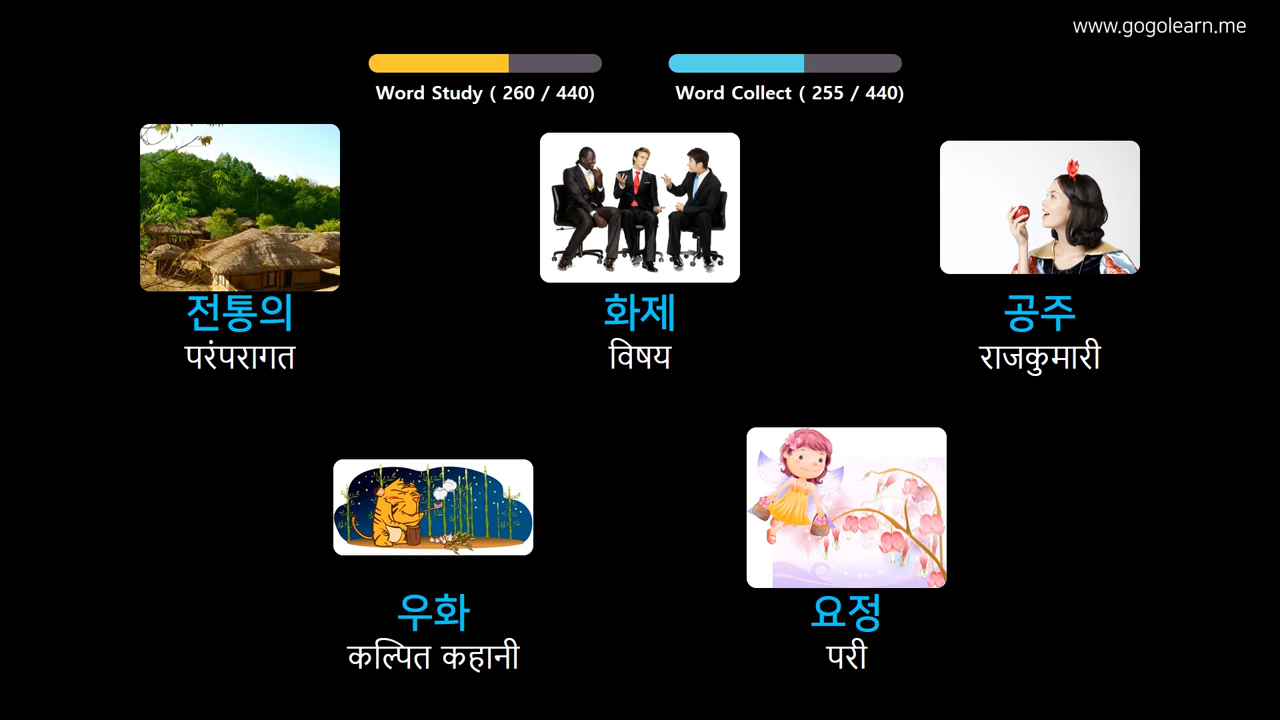 www.gogolearn.me
Word Study ( 260 / 440)
Word Collect ( 255 / 440)
전통의
परंपरागत
화제
विषय
공주
राजकुमारी
우화
कल्पित कहानी
요정
परी